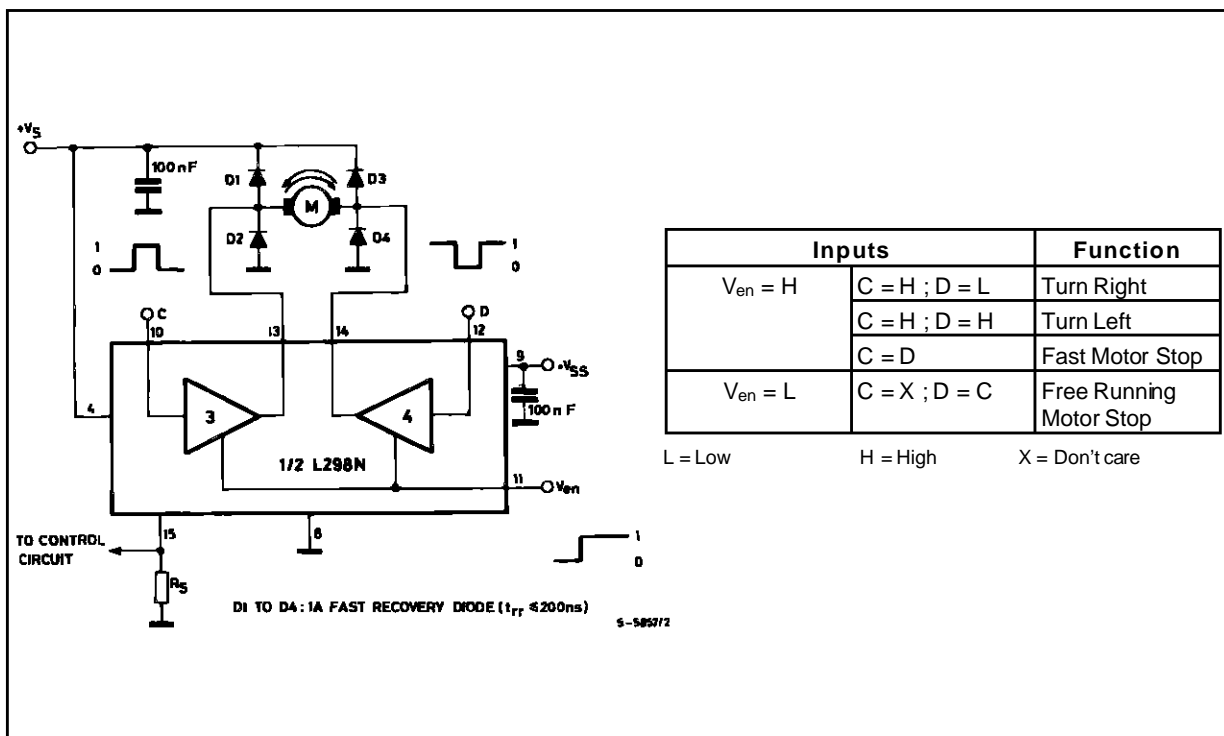 +VS
100nF
D1
D3
M
D2
D4
1
0
1
0
C
D
10
13
14
12
9
+VSS
100nF
4
3
4
1/2 L298N
11
Ven
15
8
TO CONTROL
CIRCUIT
RS
1
0
D1 TO D4 : 1A FAST RECOVERY DIODE (trr ≤ 200ns)
S-5857/2
Inputs Function
Ven = H C = H ; D = L Turn Right
C = H ; D = H Turn Left
C = D Fast Motor Stop
Ven = L C = X ; D = C Free Running
Motor Stop
L = Low H = High X = Don't care